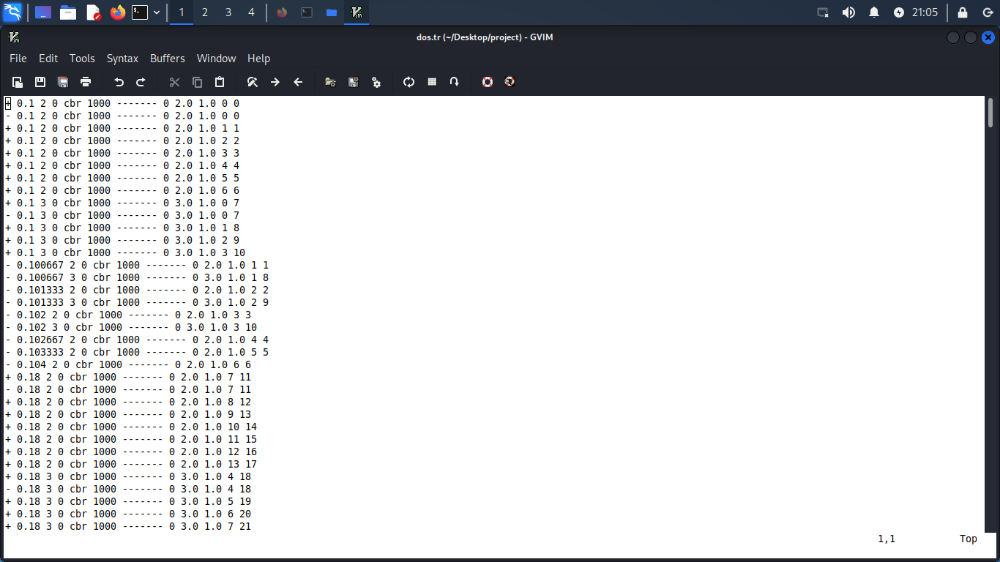 1 2 3 4 21:05
dos.tr (~/Desktop/project) - GVIM
File Edit Tools Syntax Buffers Window Help
+ 0.1 2 0 cbr 1000 ------- 0 2.0 1.0 0 0
- 0.1 2 0 cbr 1000 ------- 0 2.0 1.0 0 0
+ 0.1 2 0 cbr 1000 ------- 0 2.0 1.0 1 1
+ 0.1 2 0 cbr 1000 ------- 0 2.0 1.0 2 2
+ 0.1 2 0 cbr 1000 ------- 0 2.0 1.0 3 3
+ 0.1 2 0 cbr 1000 ------- 0 2.0 1.0 4 4
+ 0.1 2 0 cbr 1000 ------- 0 2.0 1.0 5 5
+ 0.1 2 0 cbr 1000 ------- 0 2.0 1.0 6 6
+ 0.1 3 0 cbr 1000 ------- 0 3.0 1.0 0 7
- 0.1 3 0 cbr 1000 ------- 0 3.0 1.0 0 7
+ 0.1 3 0 cbr 1000 ------- 0 3.0 1.0 1 8
+ 0.1 3 0 cbr 1000 ------- 0 3.0 1.0 2 9
+ 0.1 3 0 cbr 1000 ------- 0 3.0 1.0 3 10
- 0.100667 2 0 cbr 1000 ------- 0 2.0 1.0 1 1
- 0.100667 3 0 cbr 1000 ------- 0 3.0 1.0 1 8
- 0.101333 2 0 cbr 1000 ------- 0 2.0 1.0 2 2
- 0.101333 3 0 cbr 1000 ------- 0 3.0 1.0 2 9
- 0.102 2 0 cbr 1000 ------- 0 2.0 1.0 3 3
- 0.102 3 0 cbr 1000 ------- 0 3.0 1.0 3 10
- 0.102667 2 0 cbr 1000 ------- 0 2.0 1.0 4 4
- 0.103333 2 0 cbr 1000 ------- 0 2.0 1.0 5 5
- 0.104 2 0 cbr 1000 ------- 0 2.0 1.0 6 6
+ 0.18 2 0 cbr 1000 ------- 0 2.0 1.0 7 11
- 0.18 2 0 cbr 1000 ------- 0 2.0 1.0 7 11
+ 0.18 2 0 cbr 1000 ------- 0 2.0 1.0 8 12
+ 0.18 2 0 cbr 1000 ------- 0 2.0 1.0 9 13
+ 0.18 2 0 cbr 1000 ------- 0 2.0 1.0 10 14
+ 0.18 2 0 cbr 1000 ------- 0 2.0 1.0 11 15
+ 0.18 2 0 cbr 1000 ------- 0 2.0 1.0 12 16
+ 0.18 2 0 cbr 1000 ------- 0 2.0 1.0 13 17
+ 0.18 3 0 cbr 1000 ------- 0 3.0 1.0 4 18
- 0.18 3 0 cbr 1000 ------- 0 3.0 1.0 4 18
+ 0.18 3 0 cbr 1000 ------- 0 3.0 1.0 5 19
+ 0.18 3 0 cbr 1000 ------- 0 3.0 1.0 6 20
+ 0.18 3 0 cbr 1000 ------- 0 3.0 1.0 7 21
1,1 Top